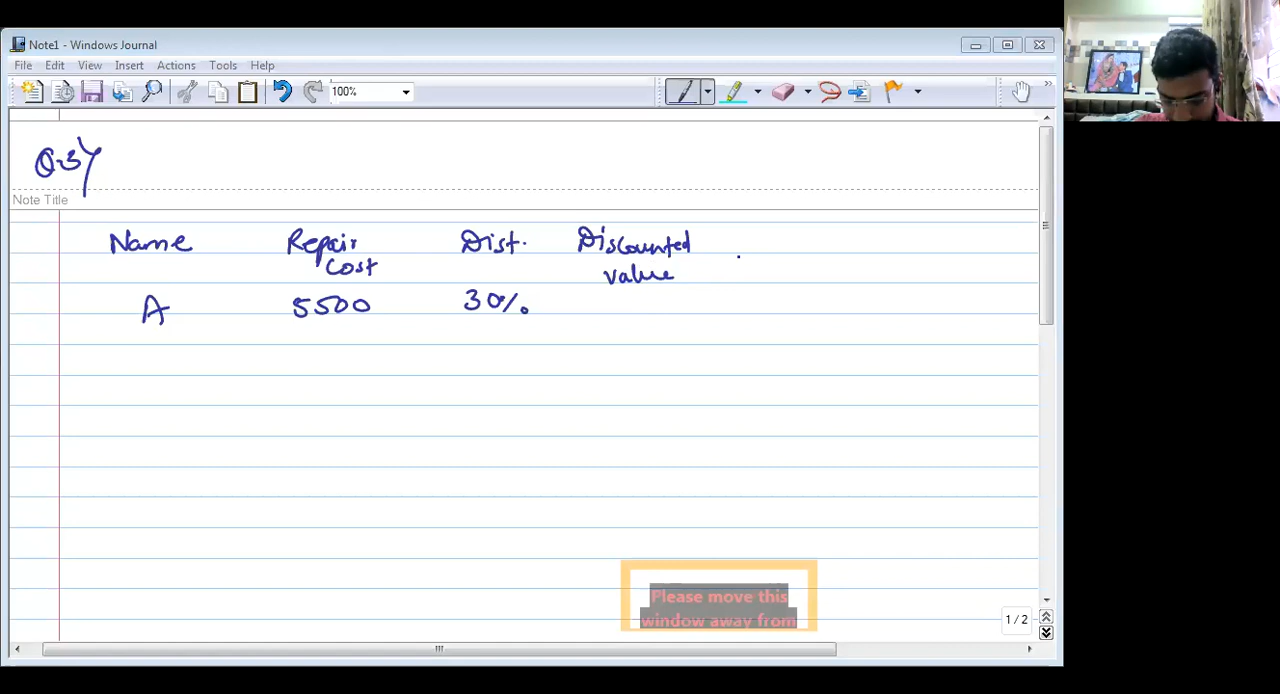 Note1 - Windows Journal
File Edit View Insert Actions Tools Help
100%
Q-34
Note Title
Name Repair Cost Dist. Discounted value
A 5500 30%
Please move this
window away from
1 / 2